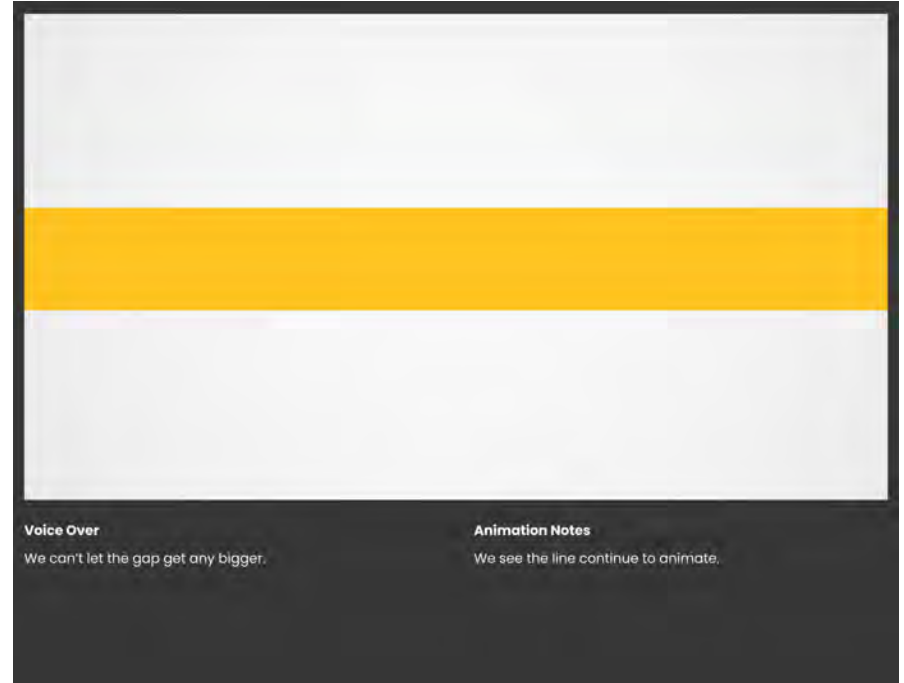 Voice Over
We can't let the gap get any bigger.
Animation Notes
We see the line continue to animate.